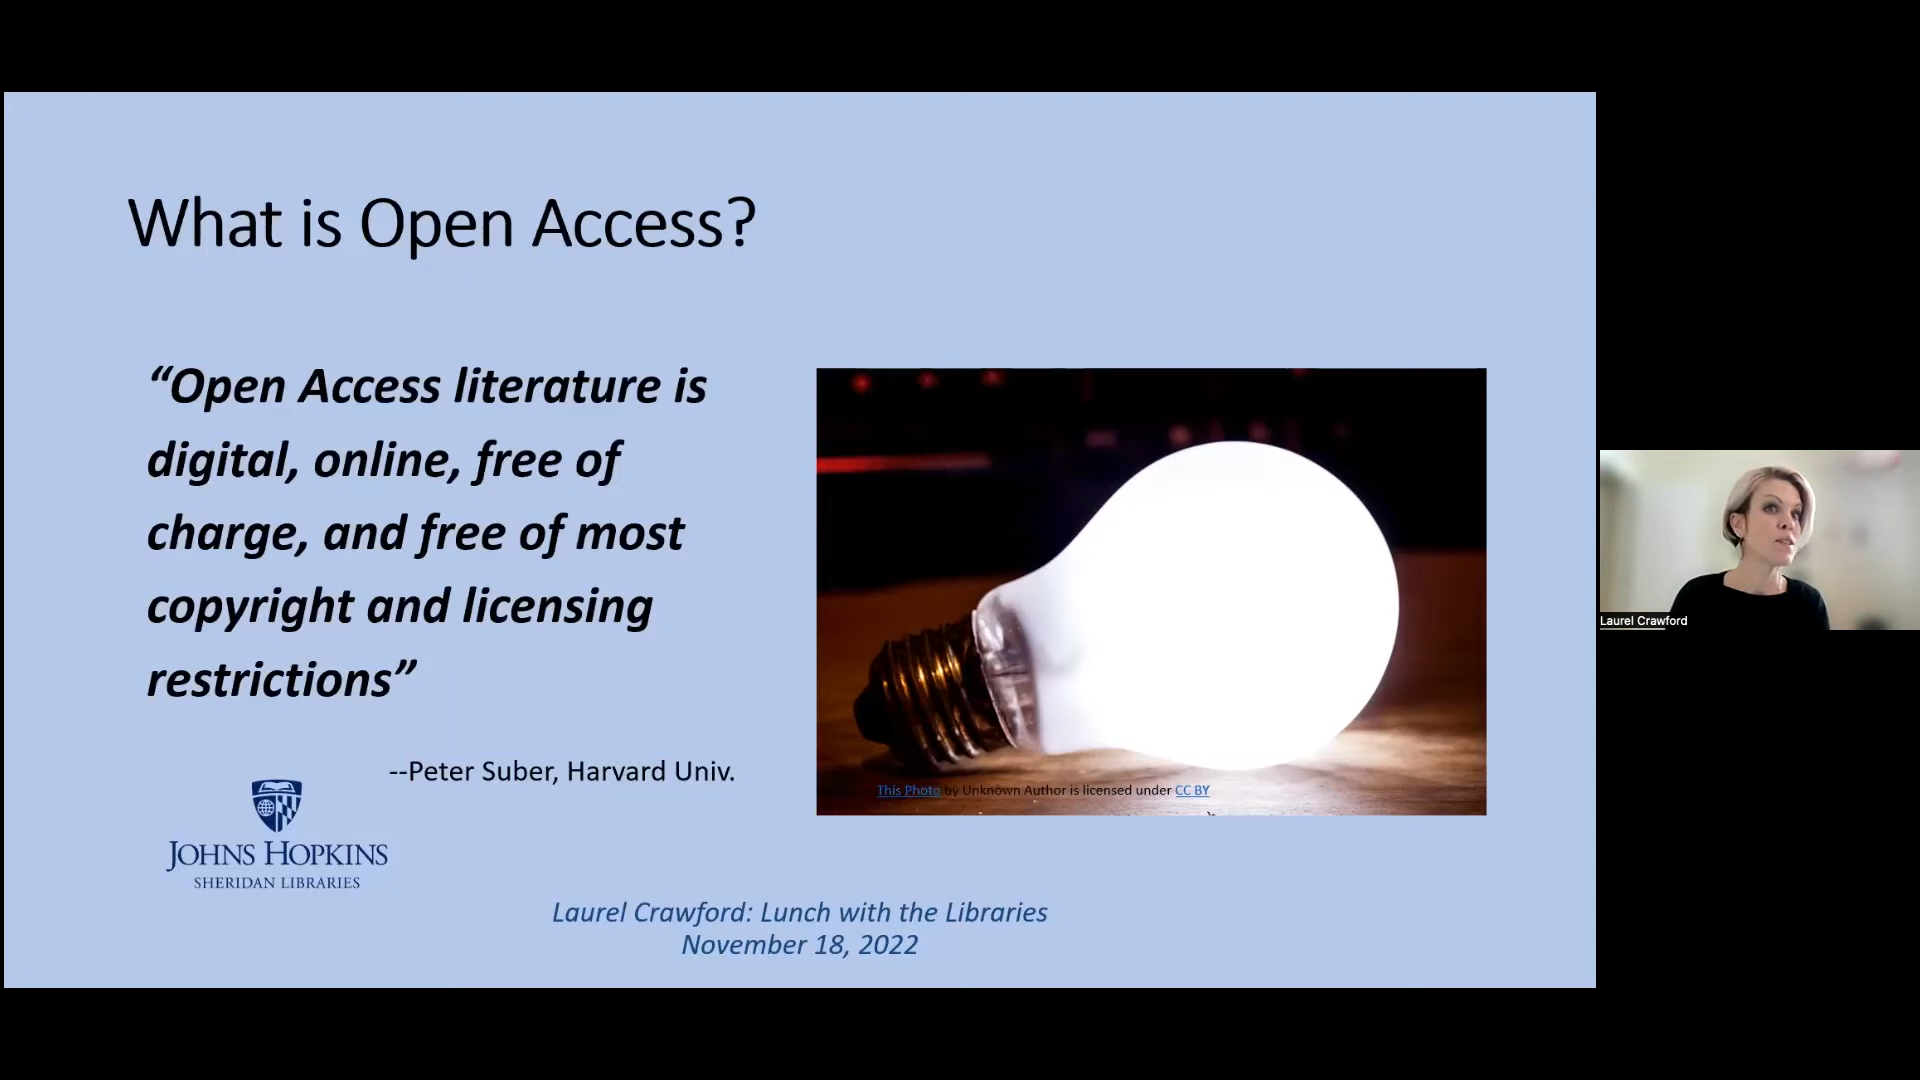 What is Open Access?
“Open Access literature is
digital, online, free of
charge, and free of most
copyright and licensing
restrictions”
--Peter Suber, Harvard Univ.
This Photo by Unknown Author is licensed under CC BY
JOHNS HOPKINS
SHERIDAN LIBRARIES
Laurel Crawford: Lunch with the Libraries
November 18, 2022
Laurel Crawford